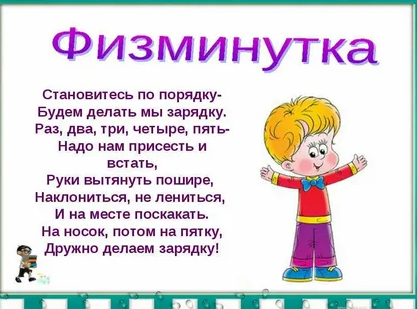 Физминутка
Становитесь по порядку-
Будем делать мы зарядку.
Раз, два, три, четыре, пять-
Надо нам присесть и
встать,
Руки вытянуть пошире,
Наклониться, не лениться,
И на месте поскакать.
На носок, потом на пятку,
Дружно делаем зарядку!